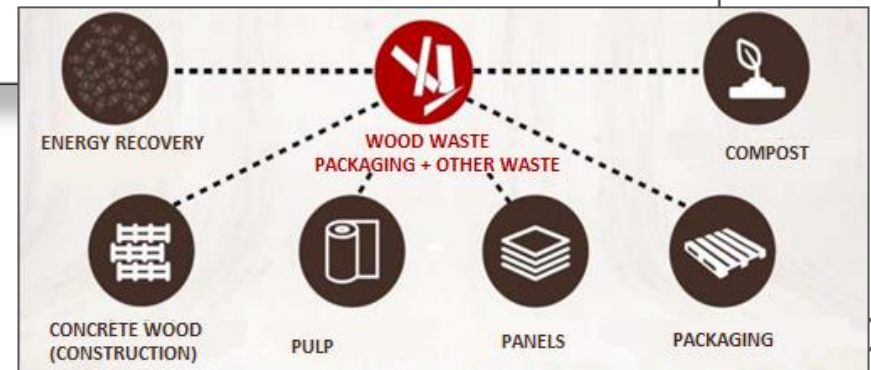 ENERGY RECOVERY
WOOD WASTE
PACKAGING + OTHER WASTE
COMPOST
CONCRETE WOOD
(CONSTRUCTION)
PULP
PANELS
PACKAGING